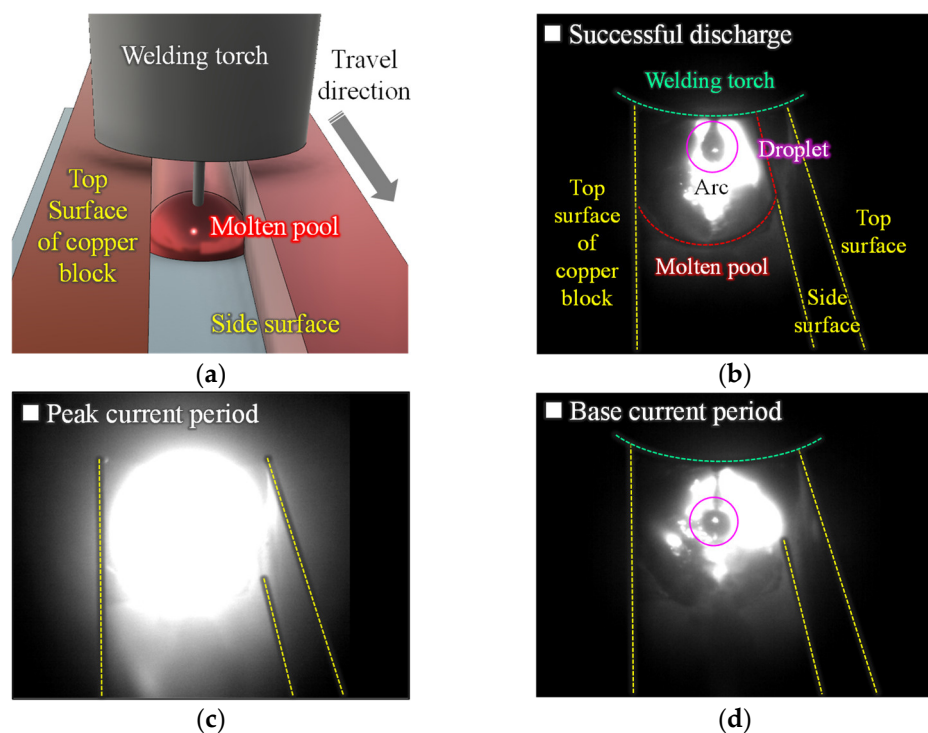 Welding torch
Travel
direction
Top
Surface
of copper
block
Molten pool
Side surface
(a)
■ Successful discharge
Welding torch
Droplet
Arc
Top
surface
of
copper
block
Top
surface
Molten pool
Side
surface
(b)
■ Peak current period
(c)
■ Base current period
(d)